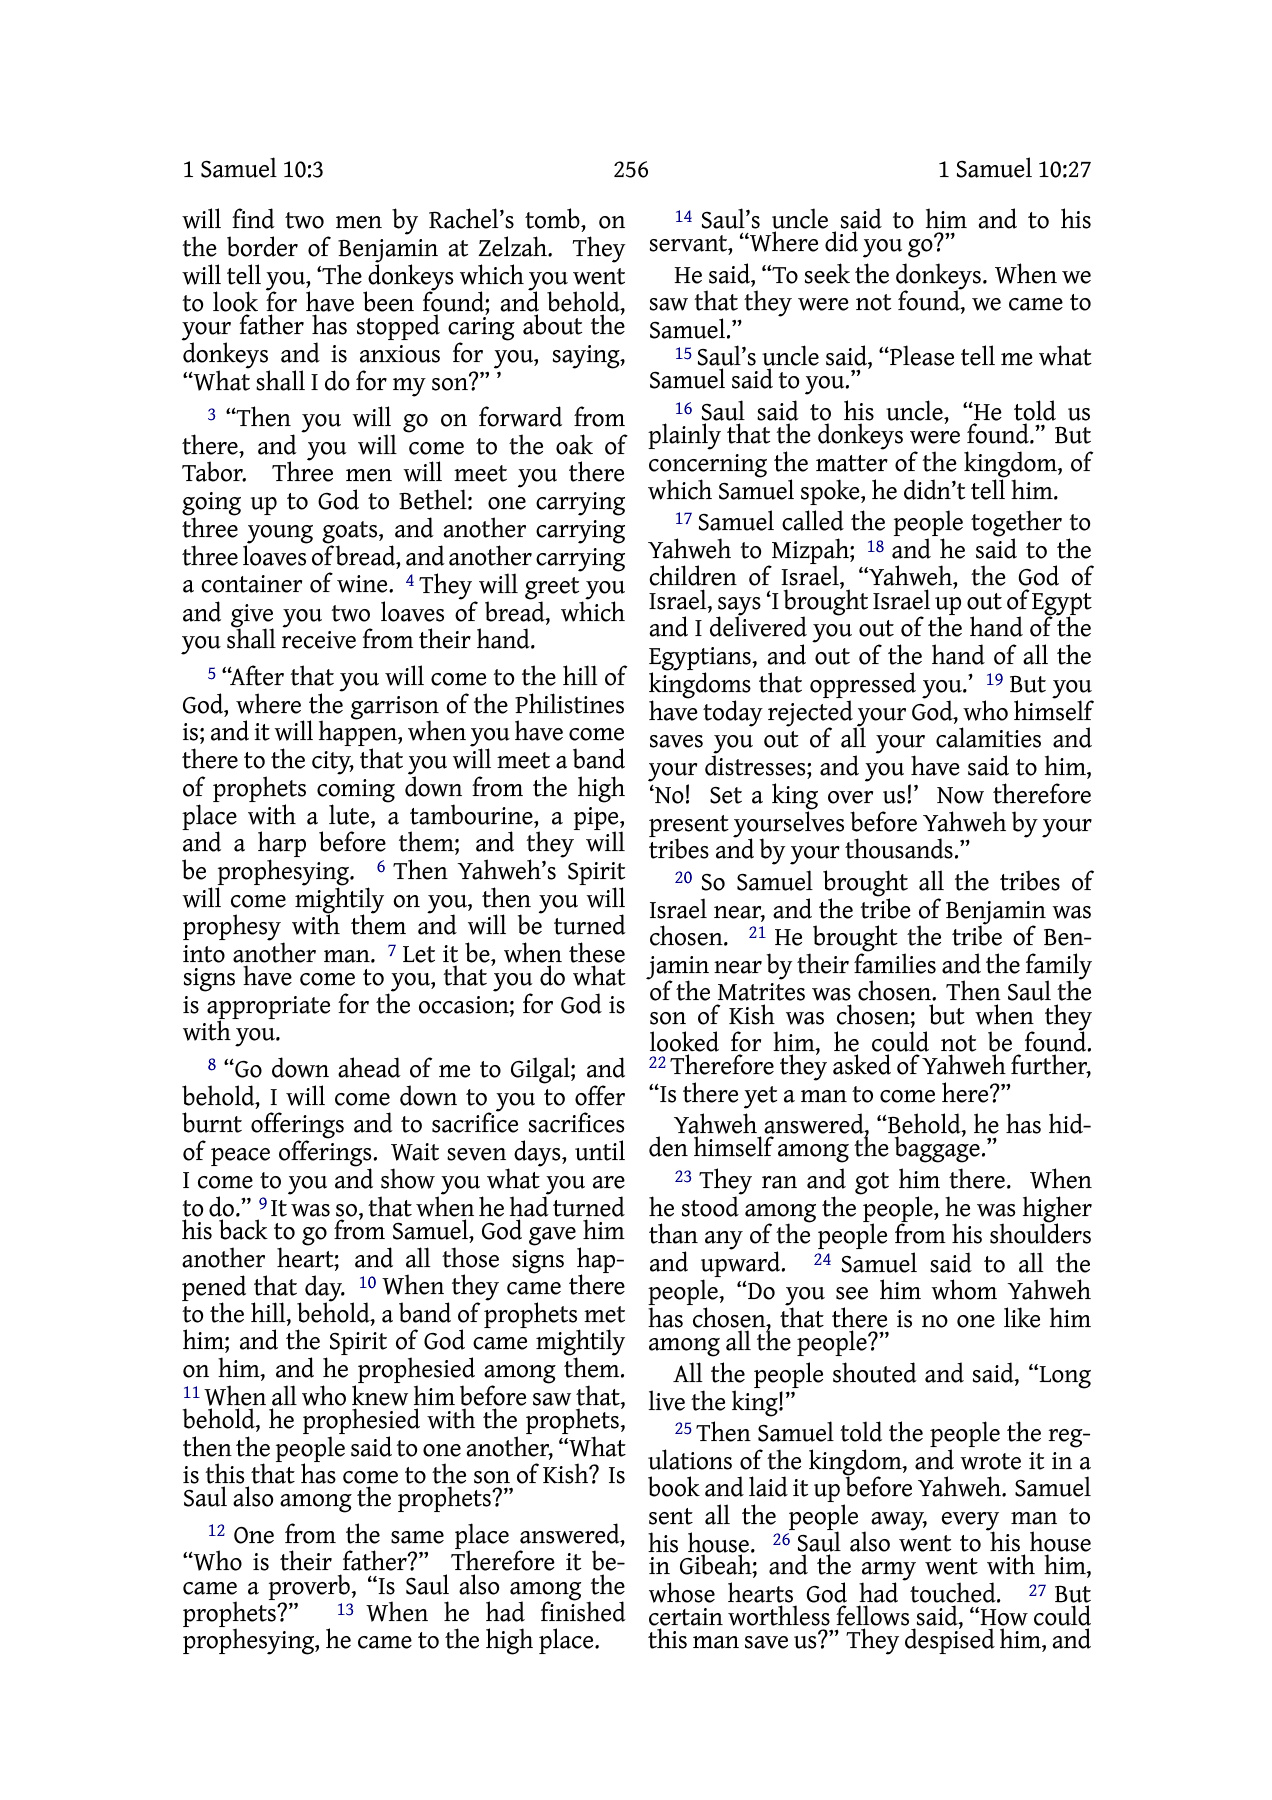 1 Samuel 10:3 256 1 Samuel 10:27
will find two men by Rachel’s tomb, on
the border of Benjamin at Zelzah. They
will tell you, ‘The donkeys which you went
to look for have been found; and behold,
your father has stopped caring about the
donkeys and is anxious for you, saying,
“What shall I do for my son?” ’
3 “Then you will go on forward from
there, and you will come to the oak of
Tabor. Three men will meet you there
going up to God to Bethel: one carrying
three young goats, and another carrying
three loaves of bread, and another carrying
a container of wine. 4 They will greet you
and give you two loaves of bread, which
you shall receive from their hand.
5 “After that you will come to the hill of
God, where the garrison of the Philistines
is; and it will happen, when you have come
there to the city, that you will meet a band
of prophets coming down from the high
place with a lute, a tambourine, a pipe,
and a harp before them; and they will
be prophesying. 6 Then Yahweh’s Spirit
will come mightily on you, then you will
prophesy with them and will be turned
into another man. 7 Let it be, when these
signs have come to you, that you do what
is appropriate for the occasion; for God is
with you.
8 “Go down ahead of me to Gilgal; and
behold, I will come down to you to offer
burnt offerings and to sacrifice sacrifices
of peace offerings. Wait seven days, until
I come to you and show you what you are
to do.” 9 It was so, that when he had turned
his back to go from Samuel, God gave him
another heart; and all those signs hap-
pened that day. 10 When they came there
to the hill, behold, a band of prophets met
him; and the Spirit of God came mightily
on him, and he prophesied among them.
11 When all who knew him before saw that,
behold, he prophesied with the prophets,
then the people said to one another, “What
is this that has come to the son of Kish? Is
Saul also among the prophets?”
12 One from the same place answered,
“Who is their father?” Therefore it be-
came a proverb, “Is Saul also among the
prophets?” 13 When he had finished
prophesying, he came to the high place.
14 Saul’s uncle said to him and to his
servant, “Where did you go?”
He said, “To seek the donkeys. When we
saw that they were not found, we came to
Samuel.”
15 Saul’s uncle said, “Please tell me what
Samuel said to you.”
16 Saul said to his uncle, “He told us
plainly that the donkeys were found.” But
concerning the matter of the kingdom, of
which Samuel spoke, he didn’t tell him.
17 Samuel called the people together to
Yahweh to Mizpah; 18 and he said to the
children of Israel, “Yahweh, the God of
Israel, says ‘I brought Israel up out of Egypt
and I delivered you out of the hand of the
Egyptians, and out of the hand of all the
kingdoms that oppressed you.’ 19 But you
have today rejected your God, who himself
saves you out of all your calamities and
your distresses; and you have said to him,
‘No! Set a king over us!’ Now therefore
present yourselves before Yahweh by your
tribes and by your thousands.”
20 So Samuel brought all the tribes of
Israel near, and the tribe of Benjamin was
chosen. 21 He brought the tribe of Ben-
jamin near by their families and the family
of the Matrites was chosen. Then Saul the
son of Kish was chosen; but when they
looked for him, he could not be found.
22 Therefore they asked of Yahweh further,
“Is there yet a man to come here?”
Yahweh answered, “Behold, he has hid-
den himself among the baggage.”
23 They ran and got him there. When
he stood among the people, he was higher
than any of the people from his shoulders
and upward. 24 Samuel said to all the
people, “Do you see him whom Yahweh
has chosen, that there is no one like him
among all the people?”
All the people shouted and said, “Long
live the king!”
25 Then Samuel told the people the reg-
ulations of the kingdom, and wrote it in a
book and laid it up before Yahweh. Samuel
sent all the people away, every man to
his house. 26 Saul also went to his house
in Gibeah; and the army went with him,
whose hearts God had touched. 27 But
certain worthless fellows said, “How could
this man save us?” They despised him, and